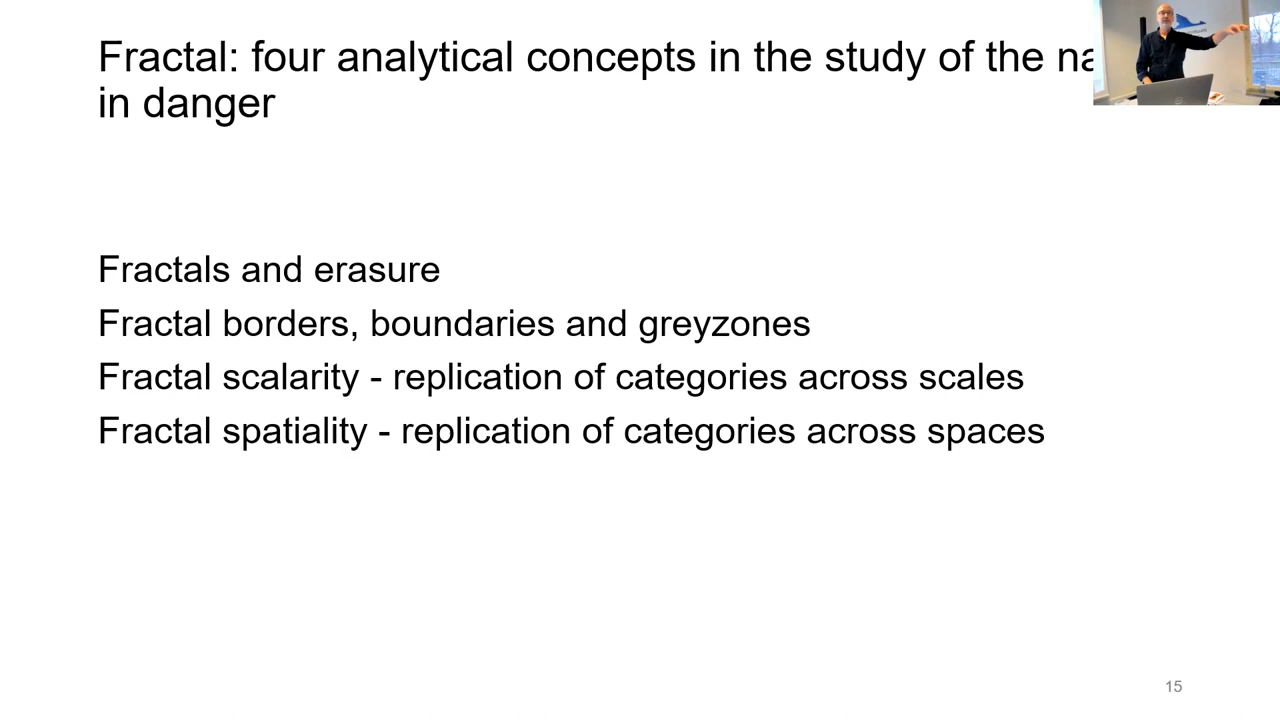 Fractal: four analytical concepts in the study of the
in danger
Fractals and erasure
Fractal borders, boundaries and greyzones
Fractal scalarity - replication of categories across scales
Fractal spatiality - replication of categories across spaces
15